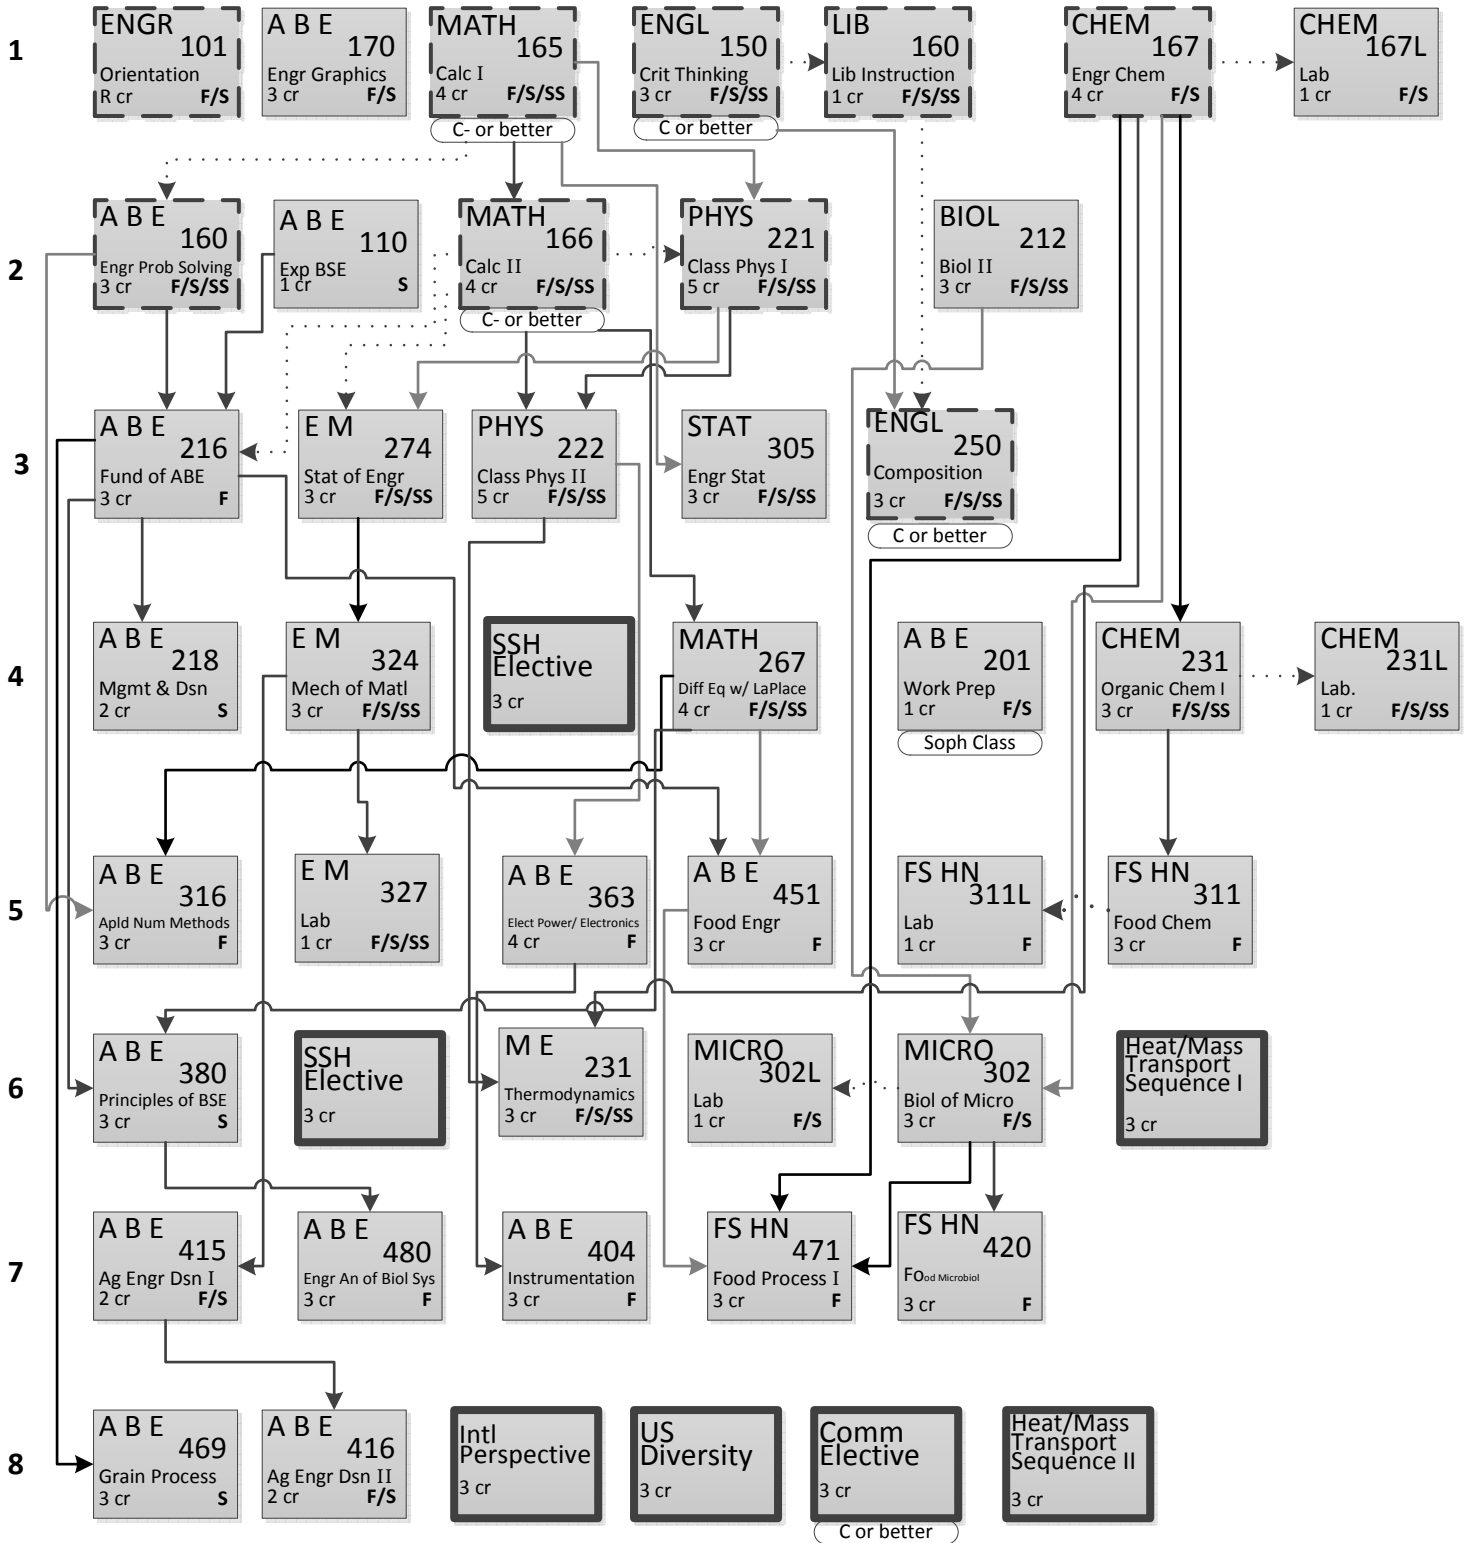 1
ENGR
101
Orientation
R cr F/S
A B E
170
Engr Graphics
3 cr F/S
MATH
165
Calc I
4 cr F/S/SS
C- or better
ENGL
150
Crit Thinking
3 cr F/S/SS
C or better
LIB
160
Lib Instruction
1 cr F/S/SS
CHEM
167
Engr Chem
4 cr F/S
CHEM
167L
Lab
1 cr F/S
2
A B E
160
Engr Prob Solving
3 cr F/S/SS
A B E
110
Exp BSE
1 cr S
MATH
166
Calc II
4 cr F/S/SS
C- or better
PHYS
221
Class Phys I
5 cr F/S/SS
BIOL
212
Biol II
3 cr F/S/SS
3
A B E
216
Fund of ABE
3 cr F
E M
274
Stat of Engr
3 cr F/S/SS
PHYS
222
Class Phys II
5 cr F/S/SS
STAT
305
Engr Stat
3 cr F/S/SS
ENGL
250
Composition
3 cr F/S/SS
C or better
4
A B E
218
Mgmt & Dsn
2 cr S
E M
324
Mech of Matl
3 cr F/S/SS
SSH
Elective
3 cr
MATH
267
Diff Eq w/ LaPlace
4 cr F/S/SS
A B E
201
Work Prep
1 cr F/S
Soph Class
CHEM
231
Organic Chem I
3 cr F/S/SS
CHEM
231L
Lab.
1 cr F/S/SS
5
A B E
316
Apld Num Methods
3 cr F
E M
327
Lab
1 cr F/S/SS
A B E
363
Elect Power/ Electronics
4 cr F
A B E
451
Food Engr
3 cr F
FS HN
311L
Lab
1 cr F
FS HN
311
Food Chem
3 cr F
6
A B E
380
Principles of BSE
3 cr S
SSH
Elective
3 cr
M E
231
Thermodynamics
3 cr F/S/SS
MICRO
302L
Lab
1 cr F/S
MICRO
302
Biol of Micro
3 cr F/S
Heat/Mass
Transport
Sequence I
3 cr
7
A B E
415
Ag Engr Dsn I
2 cr F/S
A B E
480
Engr An of Biol Sys
3 cr F
A B E
404
Instrumentation
3 cr F
FS HN
471
Food Process I
3 cr F
FS HN
420
Food Microbiol
3 cr F
8
A B E
469
Grain Process
3 cr S
A B E
416
Ag Engr Dsn II
2 cr F/S
Intl
Perspective
3 cr
US
Diversity
3 cr
Comm
Elective
3 cr
C or better
Heat/Mass
Transport
Sequence II
3 cr